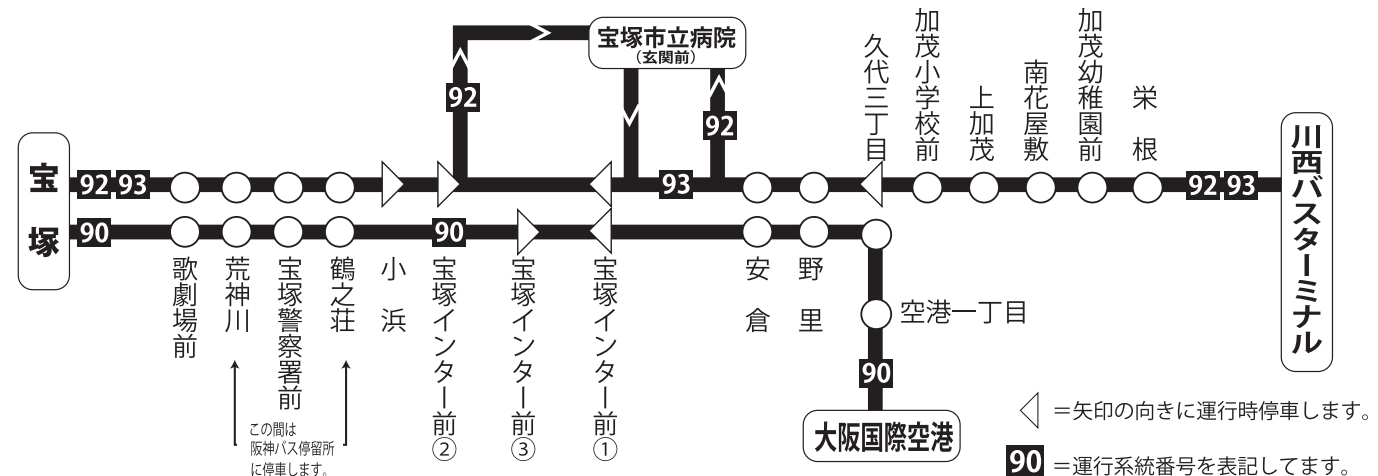 宝塚市立病院
(玄関前)
92
92
久代三丁目
加茂小学校前
上加茂
南花屋敷
加茂幼稚園前
栄根
川西バスターミナル
宝塚
92 93
93
92 93
90
90
歌劇場前
荒神川
宝塚警察署前
鶴之荘
小浜
宝塚インター前②
宝塚インター前③
宝塚インター前①
安倉
野里
空港一丁目
90
大阪国際空港
この間は
阪神バス停留所
に停車します。
=矢印の向きに運行時停車します。
90 =運行系統番号を表記してます。